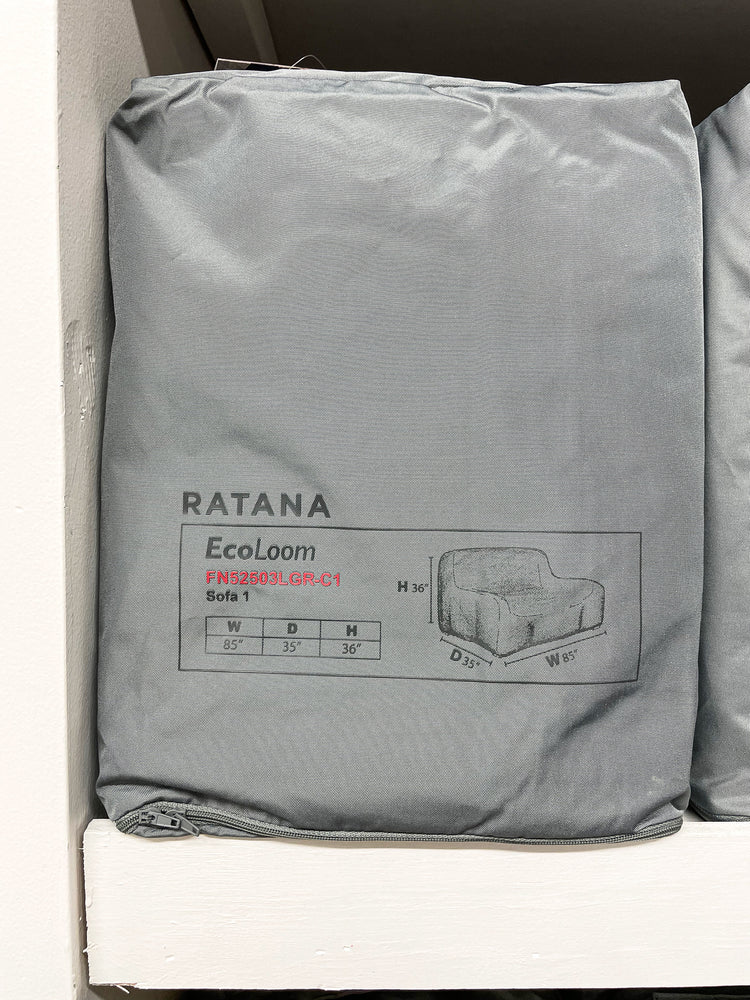 RATANA
EcoLoom
FN52503LGR-C1
Sofa 1
W D H
85" 35" 36"
H 36"
D 35"
W 85"